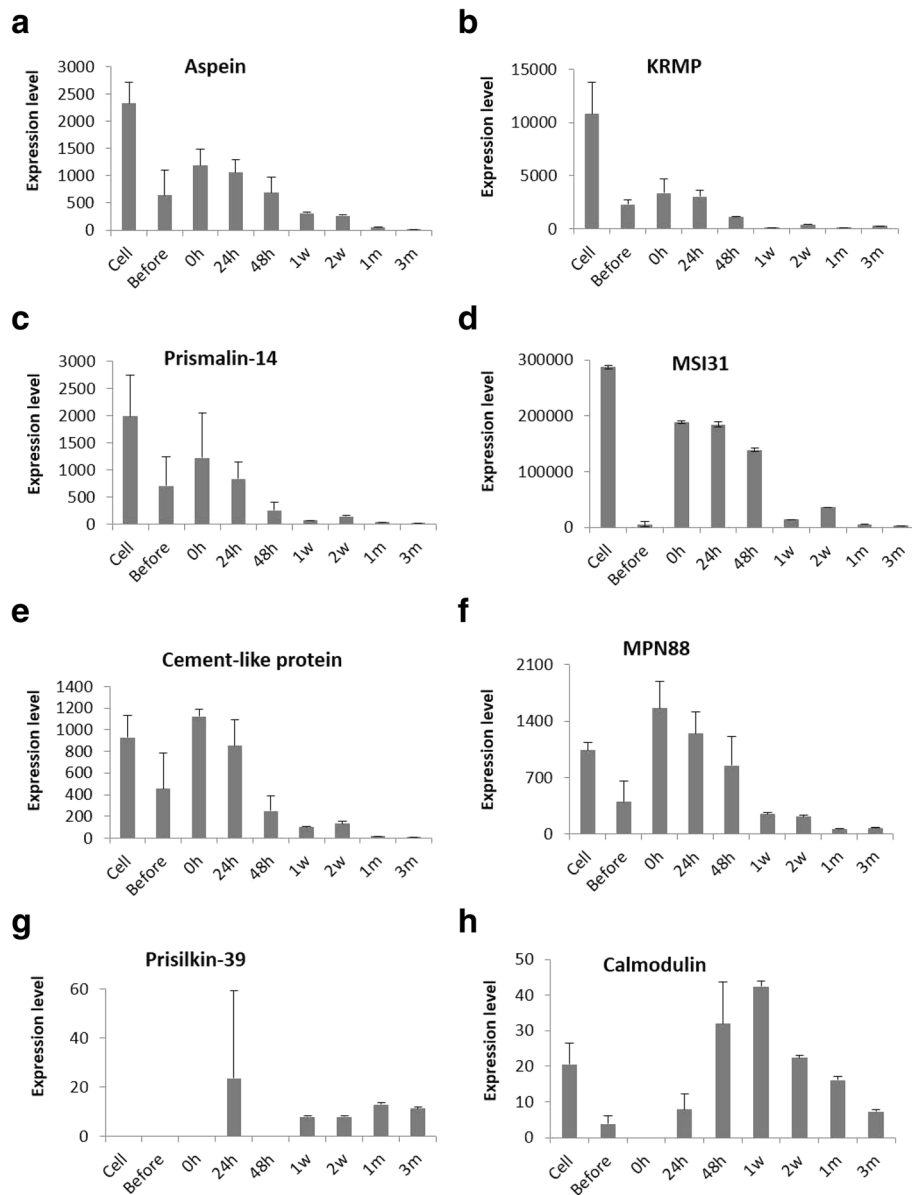 a
Aspein
Expression level
3000
2500
2000
1500
1000
500
0
Cell Before 0h 24h 48h 1w 2w 1m 3m
b
KRMP
Expression level
15000
10000
5000
0
Cell Before 0h 24h 48h 1w 2w 1m 3m
c
Prismalin-14
Expression level
3000
2500
2000
1500
1000
500
0
Cell Before 0h 24h 48h 1w 2w 1m 3m
d
MSI31
Expression level
300000
200000
100000
0
Cell Before 0h 24h 48h 1w 2w 1m 3m
e
Cement-like protein
Expression level
1400
1200
1000
800
600
400
200
0
Cell Before 0h 24h 48h 1w 2w 1m 3m
f
MPN88
Expression level
2100
1400
700
0
Cell Before 0h 24h 48h 1w 2w 1m 3m
g
Prisilkin-39
Expression level
60
40
20
0
Cell Before 0h 24h 48h 1w 2w 1m 3m
h
Calmodulin
Expression level
50
40
30
20
10
0
Cell Before 0h 24h 48h 1w 2w 1m 3m